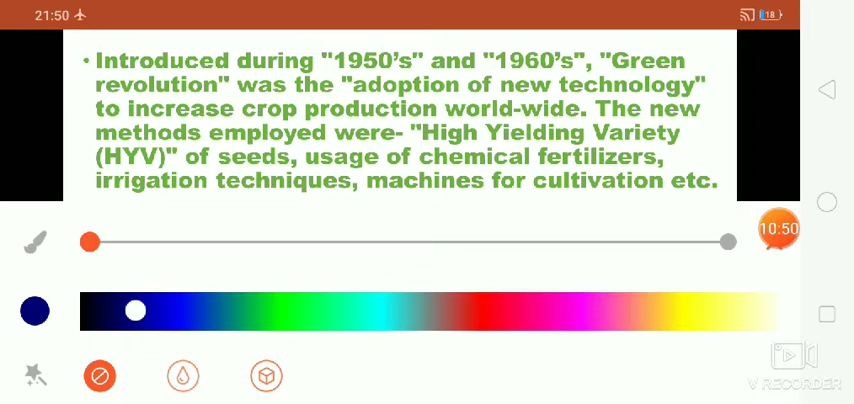 21:50
18
• Introduced during "1950’s" and "1960’s", "Green
revolution" was the "adoption of new technology"
to increase crop production world-wide. The new
methods employed were- "High Yielding Variety
(HYV)" of seeds, usage of chemical fertilizers,
irrigation techniques, machines for cultivation etc.
10:50
V RECORDER